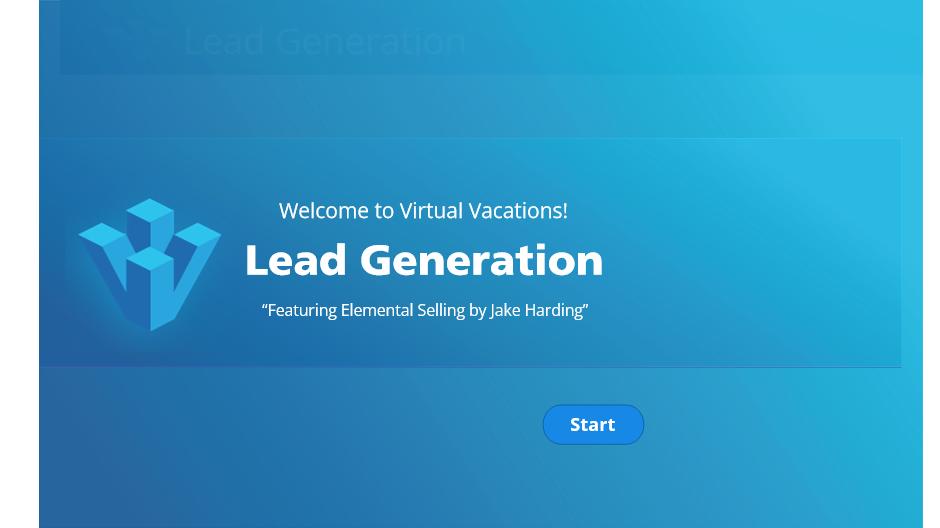 Lead Generation
Welcome to Virtual Vacations!
Lead Generation
“Featuring Elemental Selling by Jake Harding”
Start